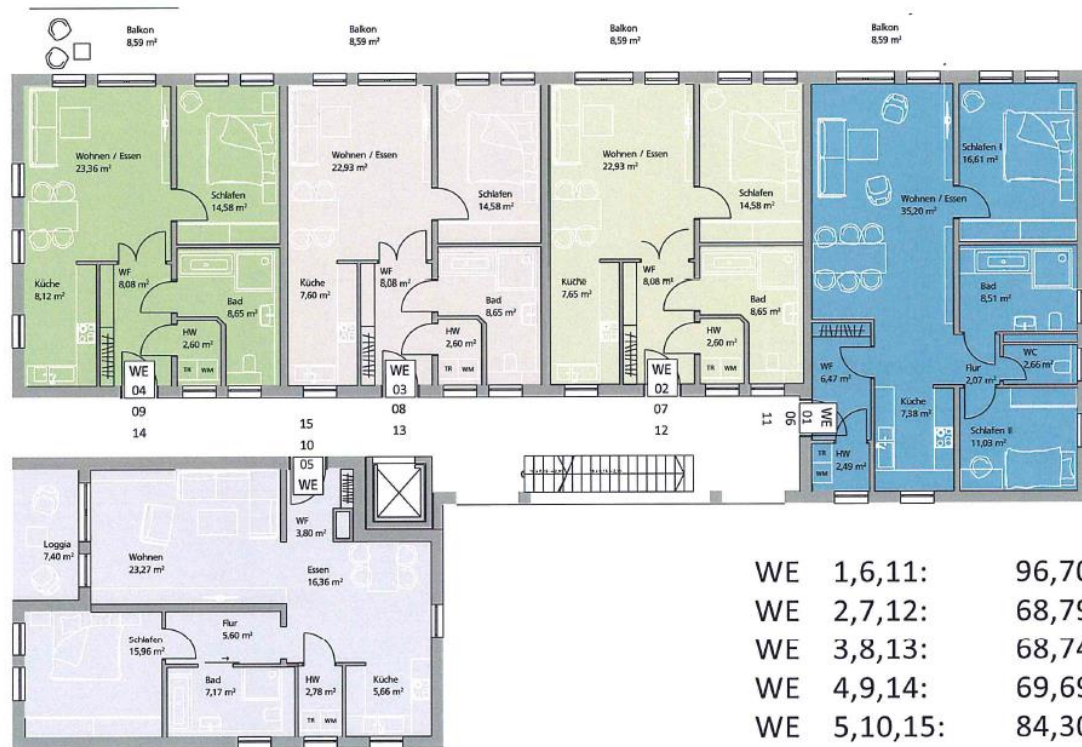 Balkon
8,59 m²
Balkon
8,59 m²
Balkon
8,59 m²
Balkon
8,59 m²
Wohnen / Essen
23,36 m²
Schlafen
14,58 m²
Küche
8,12 m²
WF
8,08 m²
Bad
8,65 m²
HW
2,60 m²
TR WM
WE
04
09
14
Wohnen / Essen
22,93 m²
Schlafen
14,58 m²
Küche
7,60 m²
WF
8,08 m²
Bad
8,65 m²
HW
2,60 m²
TR WM
WE
03
08
13
Wohnen / Essen
22,93 m²
Schlafen
14,58 m²
Küche
7,65 m²
WF
8,08 m²
Bad
8,65 m²
HW
2,60 m²
TR WM
WE
02
07
12
Wohnen / Essen
35,20 m²
Schlafen I
16,61 m²
Bad
8,51 m²
WC
2,66 m²
Flur
2,07 m²
WF
6,47 m²
Küche
7,38 m²
Schlafen II
11,03 m²
HW
2,49 m²
TR
WM
WE
01
06
11
15
10
05
WE
WF
3,80 m²
Loggia
7,40 m²
Wohnen
23,27 m²
Essen
16,36 m²
Flur
5,60 m²
Schlafen
15,96 m²
Bad
7,17 m²
HW
2,78 m²
TR WM
Küche
5,66 m²
WE 1,6,11: 96,70
WE 2,7,12: 68,79
WE 3,8,13: 68,74
WE 4,9,14: 69,69
WE 5,10,15: 84,30